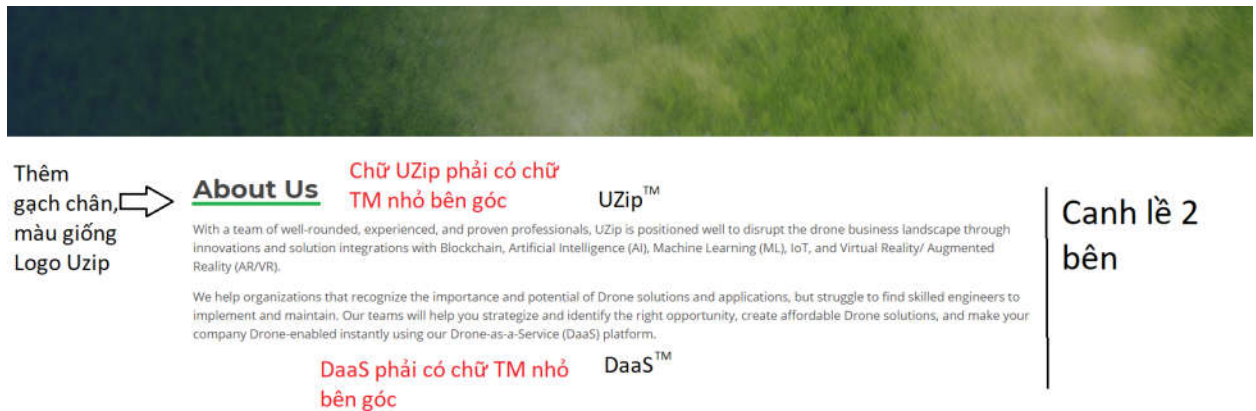 Thêm
gạch chân,
màu giống
Logo Uzip
About Us
Chữ UZip phải có chữ
TM nhỏ bên góc
UZip™
With a team of well-rounded, experienced, and proven professionals, UZip is positioned well to disrupt the drone business landscape through
innovations and solution integrations with Blockchain, Artificial Intelligence (AI), Machine Learning (ML), IoT, and Virtual Reality/ Augmented
Reality (AR/VR).
We help organizations that recognize the importance and potential of Drone solutions and applications, but struggle to find skilled engineers to
implement and maintain. Our teams will help you strategize and identify the right opportunity, create affordable Drone solutions, and make your
company Drone-enabled instantly using our Drone-as-a-Service (DaaS) platform.
Canh lề 2
bên
DaaS phải có chữ TM nhỏ
bên góc
DaaS™